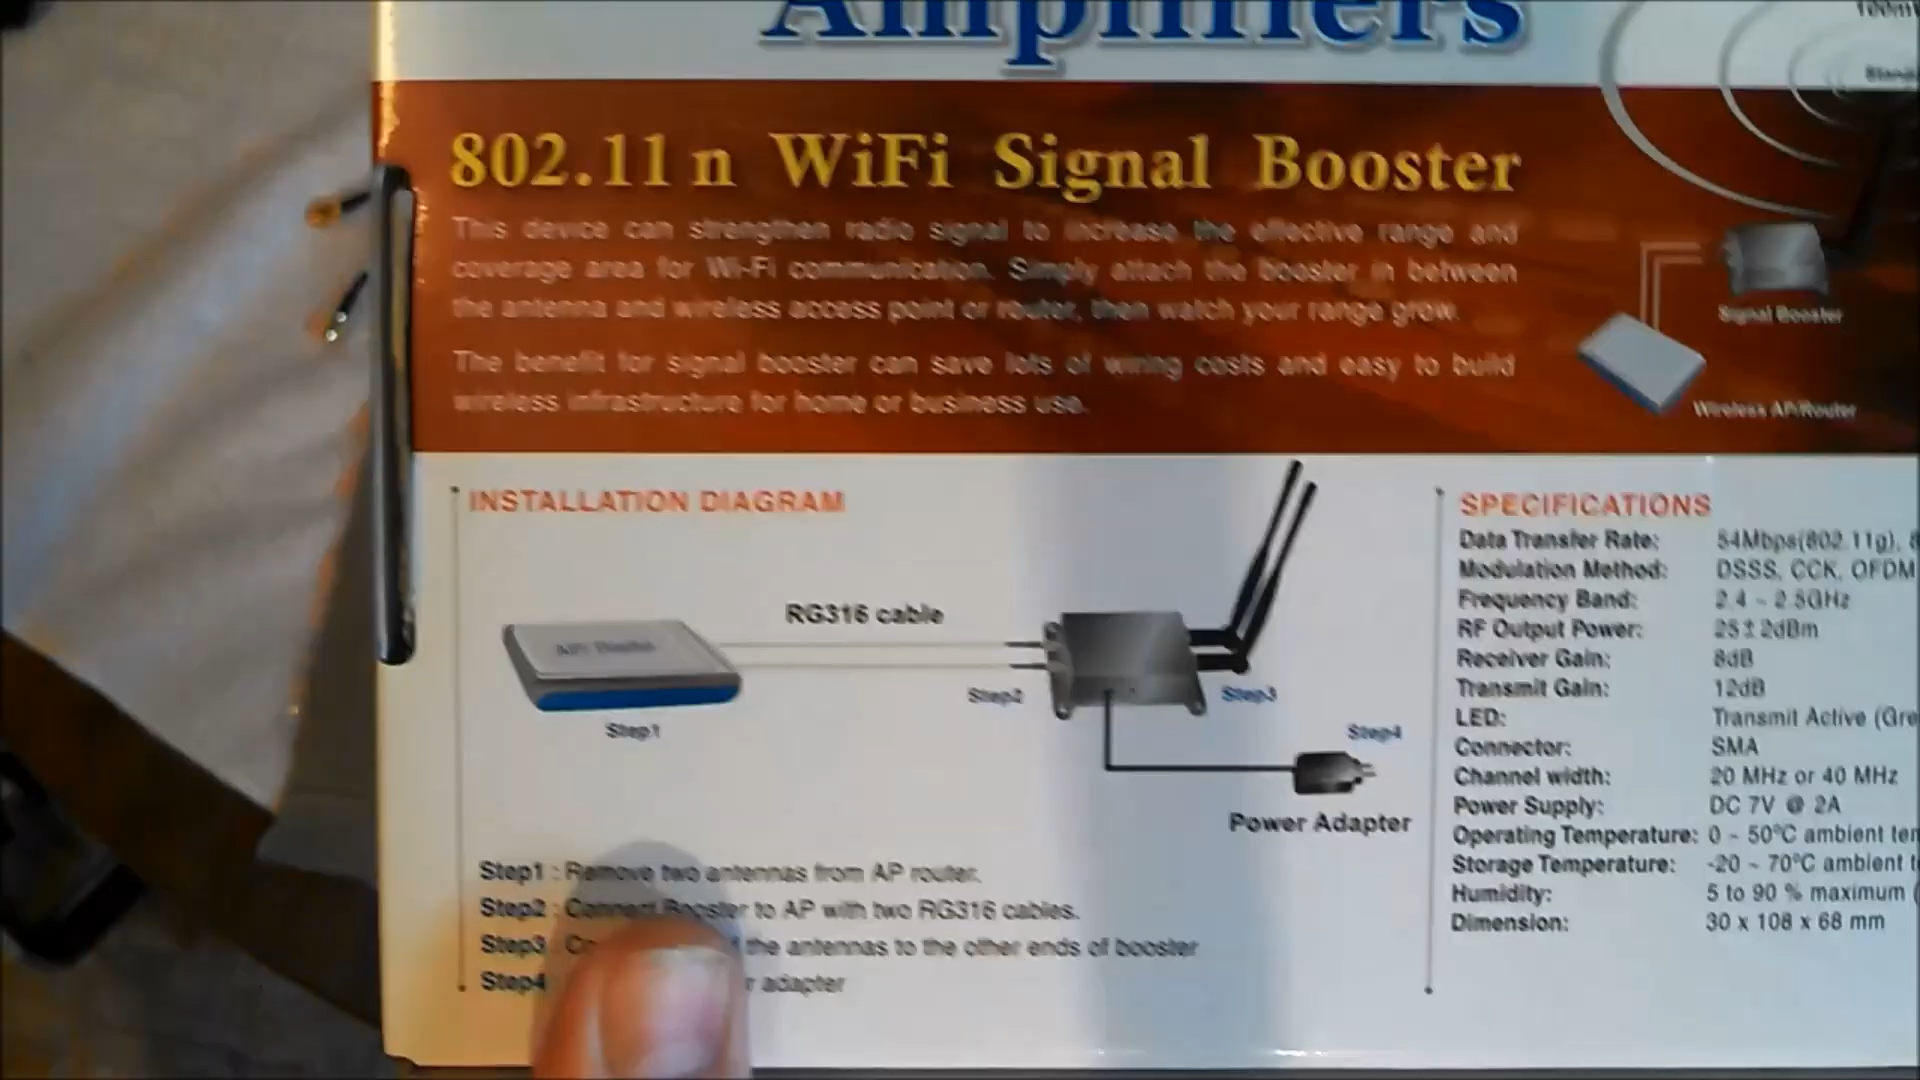 Amplifiers
802.11 n WiFi Signal Booster
This device can strengthen radio signal to increase the effective range and
coverage area for Wi-Fi communication. Simply attach the booster in between
the antenna and wireless access point or router, then watch your range grow.
The benefit for signal booster can save lots of wiring costs and easy to build
wireless infrastructure for home or business use.
Signal Booster
Wireless AP/Router
INSTALLATION DIAGRAM
RG316 cable
AP/ Router
Step1
Step2
Step3
Step4
Power Adapter
Step1 : Remove two antennas from AP router.
Step2 : Connect Booster to AP with two RG316 cables.
Step3 the antennas to the other ends of booster
Step4 adapter
SPECIFICATIONS
Data Transfer Rate: 54Mbps(802.11g),
Modulation Method: DSSS, CCK, OFDM
Frequency Band: 2.4 ~ 2.5GHz
RF Output Power: 25±2dBm
Receiver Gain: 8dB
Transmit Gain: 12dB
LED: Transmit Active (Gre
Connector: SMA
Channel width: 20 MHz or 40 MHz
Power Supply: DC 7V @ 2A
Operating Temperature: 0 ~ 50°C ambient
Storage Temperature: -20 ~ 70°C ambient
Humidity: 5 to 90 % maximum
Dimension: 30 x 108 x 68 mm